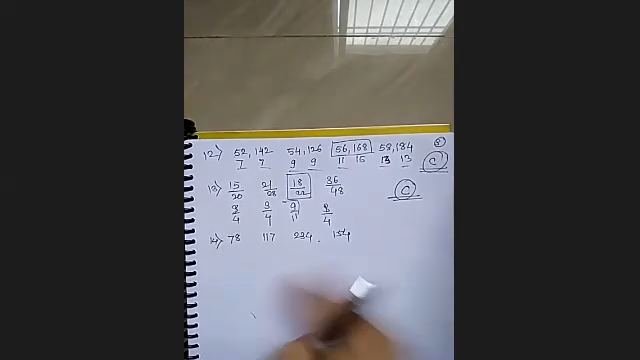 8
12) 52,142 54,126 56,168 58,184
7 7 9 9 11 15 13 13 C
13) 15/20 21/28 18/22 36/48 C
3/4 3/4 9/11 3/4
14) 78 117 234 154